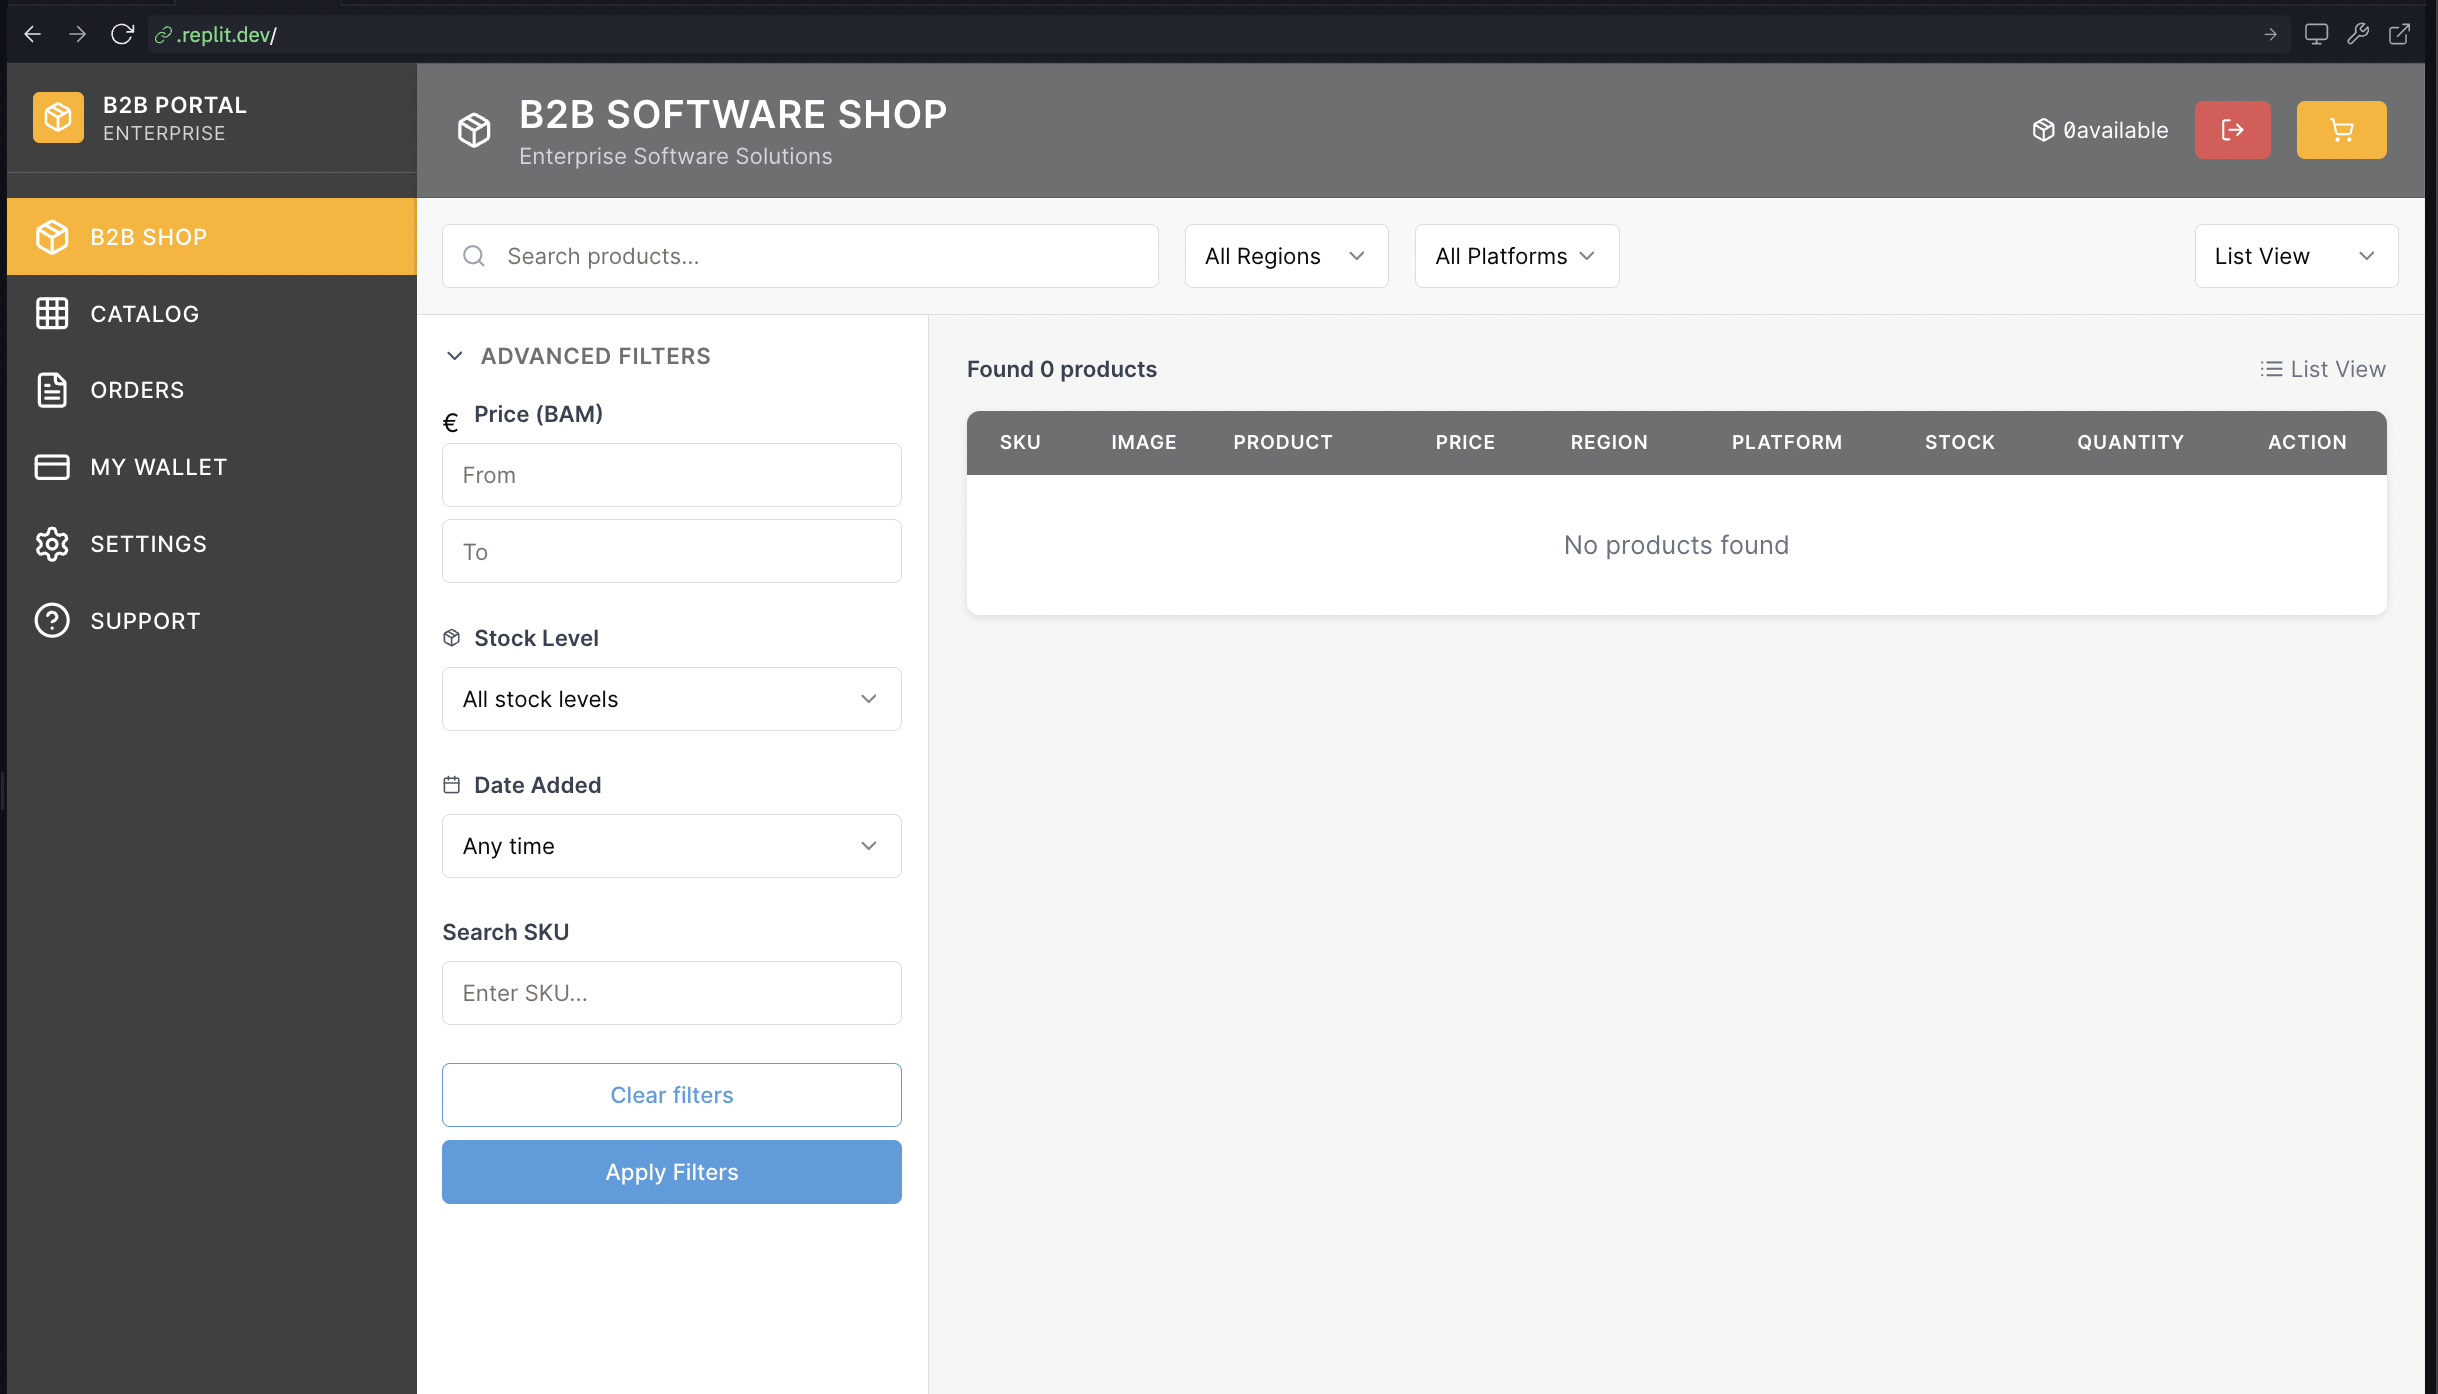 .replit.dev/
B2B PORTAL
ENTERPRISE
B2B SHOP
CATALOG
ORDERS
MY WALLET
SETTINGS
SUPPORT
B2B SOFTWARE SHOP
Enterprise Software Solutions
0available
Search products...
All Regions
All Platforms
List View
ADVANCED FILTERS
€ Price (BAM)
From
To
Stock Level
All stock levels
Date Added
Any time
Search SKU
Enter SKU...
Clear filters
Apply Filters
Found 0 products
List View
SKU IMAGE PRODUCT PRICE REGION PLATFORM STOCK QUANTITY ACTION
No products found